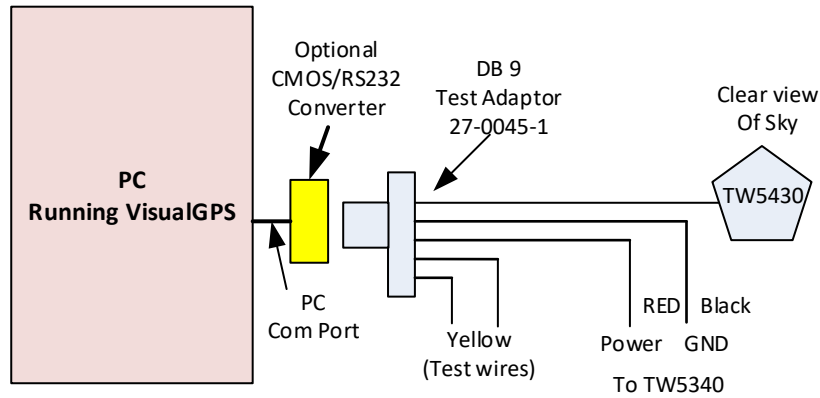 Optional
CMOS/RS232
Converter
DB 9
Test Adaptor
27-0045-1
Clear view
Of Sky
PC
Running VisualGPS
TW5430
PC
Com Port
Yellow
(Test wires)
RED Black
Power GND
To TW5340